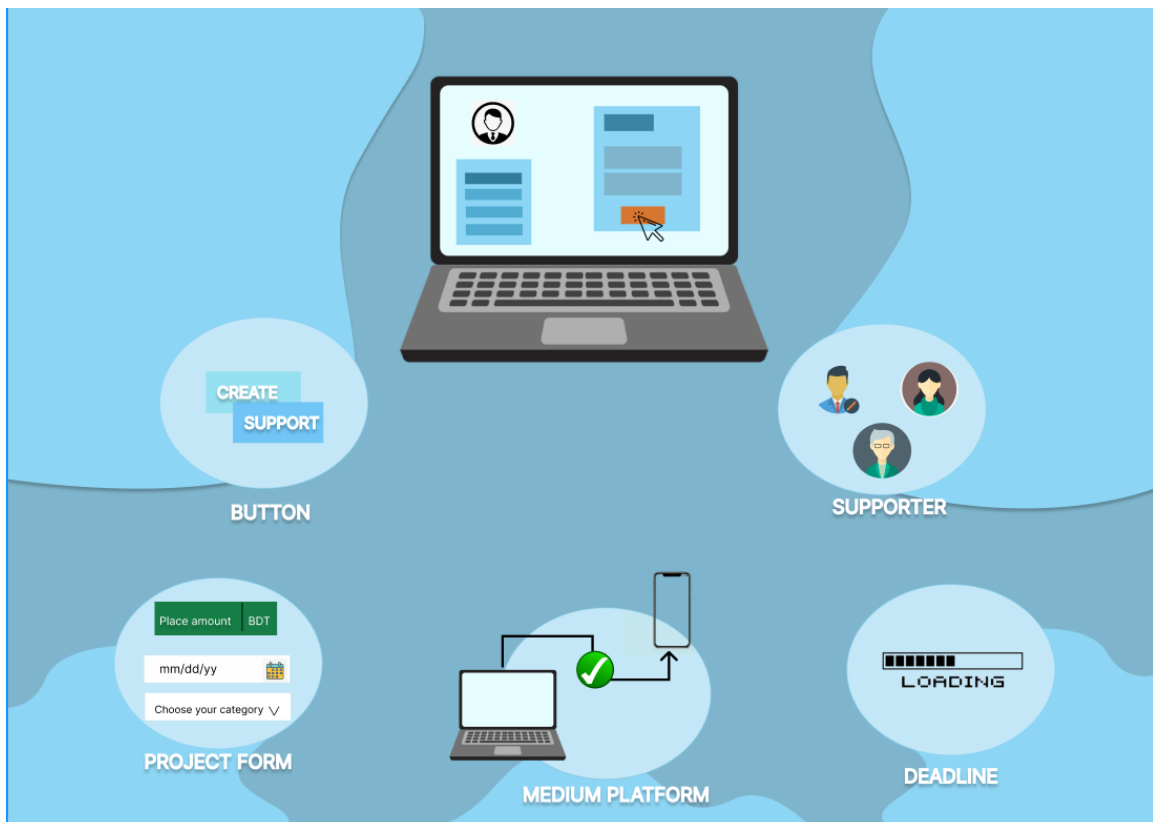 CREATE
SUPPORT
BUTTON
SUPPORTER
Place amount BDT
mm/dd/yy
Choose your category
PROJECT FORM
MEDIUM PLATFORM
LOADING
DEADLINE